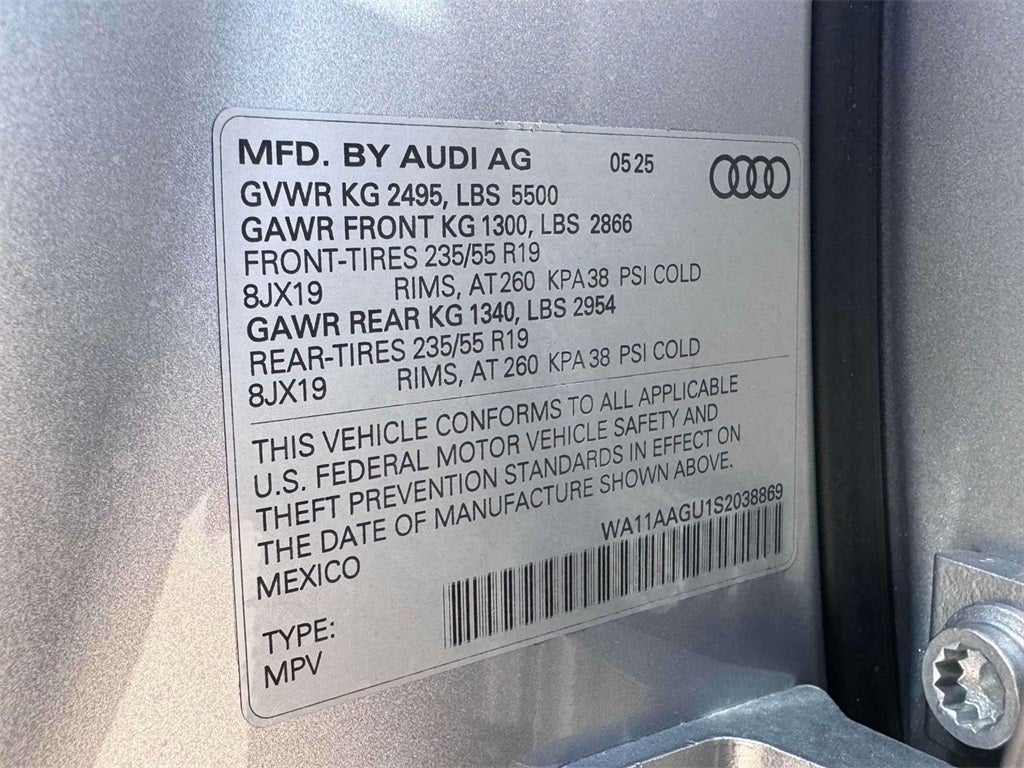 MFD. BY AUDI AG 05 25
GVWR KG 2495, LBS 5500
GAWR FRONT KG 1300, LBS 2866
FRONT-TIRES 235/55 R19
8JX19 RIMS, AT 260 KPA 38 PSI COLD
GAWR REAR KG 1340, LBS 2954
REAR-TIRES 235/55 R19
8JX19 RIMS, AT 260 KPA 38 PSI COLD
THIS VEHICLE CONFORMS TO ALL APPLICABLE
U.S. FEDERAL MOTOR VEHICLE SAFETY AND
THEFT PREVENTION STANDARDS IN EFFECT ON
THE DATE OF MANUFACTURE SHOWN ABOVE.
MEXICO
WA11AAGU1S2038869
TYPE:
MPV